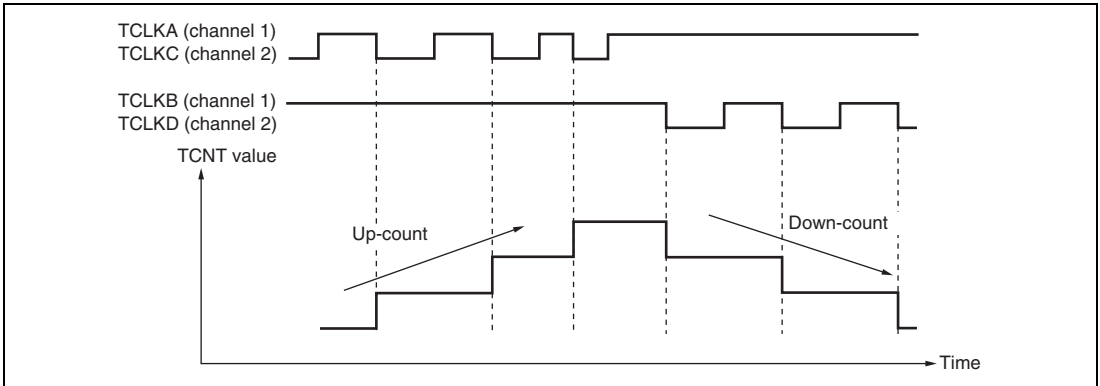 TCLKA (channel 1)
TCLKC (channel 2)
TCLKB (channel 1)
TCLKD (channel 2)
TCNT value
Up-count
Down-count
Time